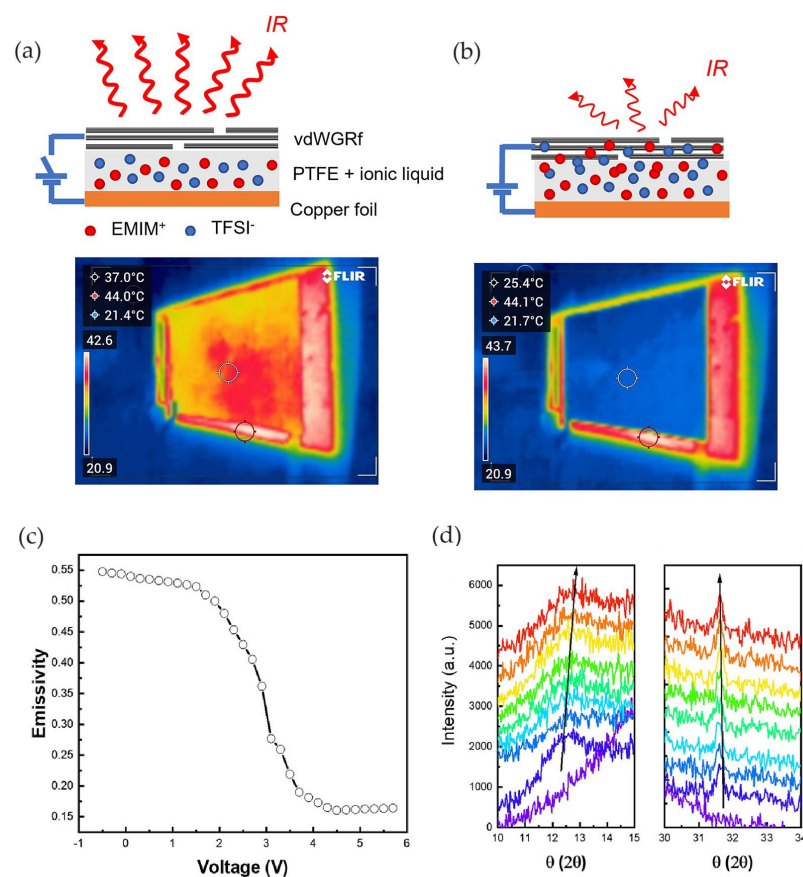 (a)
IR
vdWGRf
PTFE + ionic liquid
Copper foil
EMIM+
TFSI-
37.0°C
44.0°C
21.4°C
FLIR
42.6
20.9
(b)
IR
25.4°C
44.1°C
21.7°C
FLIR
43.7
20.9
(c)
0.55
0.50
0.45
0.40
0.35
0.30
0.25
0.20
0.15
Emissivity
-1 0 1 2 3 4 5 6
Voltage (V)
(d)
6000
5000
4000
3000
2000
1000
0
Intensity (a.u.)
10 11 12 13 14 15
θ (2θ)
30 31 32 33 34
θ (2θ)